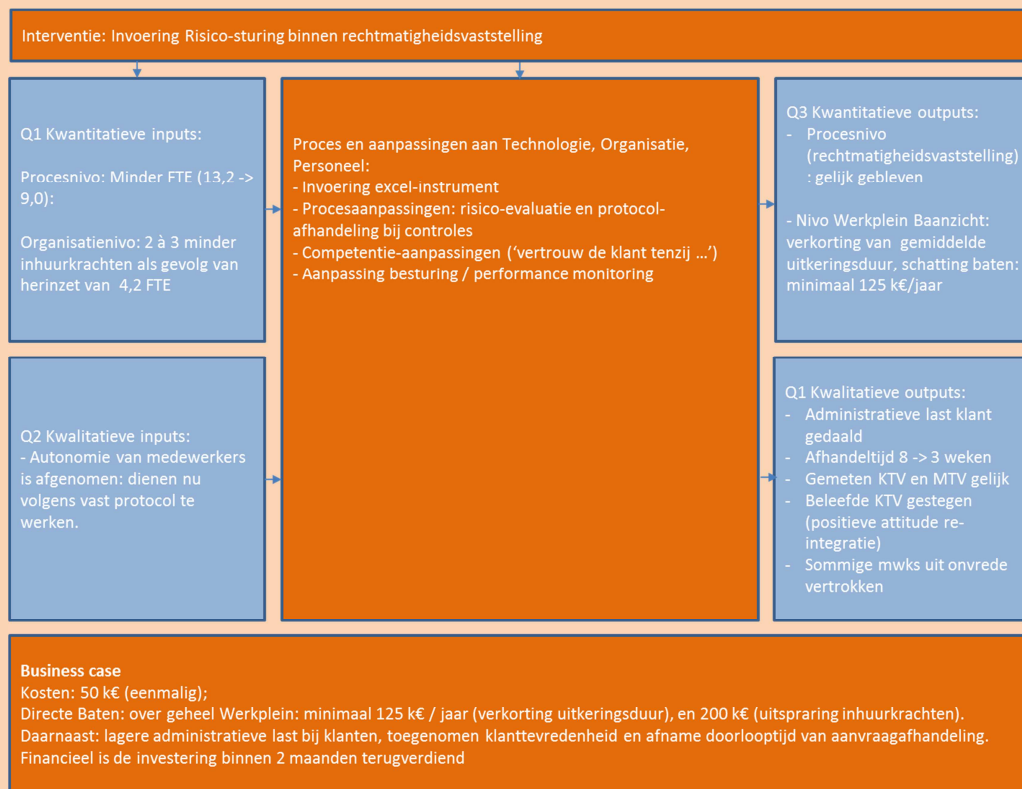 Interventie: Invoering Risico-sturing binnen rechtmatigheidsvaststelling
Q1 Kwantitatieve inputs:
Procesnivo: Minder FTE (13,2 ->
9,0):
Organisatienivo: 2 à 3 minder
inhuurkrachten als gevolg van
herinzet van 4,2 FTE
Q2 Kwalitatieve inputs:
- Autonomie van medewerkers
is afgenomen: dienen nu
volgens vast protocol te
werken.
Proces en aanpassingen aan Technologie, Organisatie,
Personeel:
- Invoering excel-instrument
- Procesaanpassingen: risico-evaluatie en protocol-
afhandeling bij controles
- Competentie-aanpassingen (‘vertrouw de klant tenzij …’)
- Aanpassing besturing / performance monitoring
Q3 Kwantitatieve outputs:
- Procesnivo
(rechtmatigheidsvaststelling)
: gelijk gebleven
- Nivo Werkplein Baanzicht:
verkorting van gemiddelde
uitkeringsduur, schatting baten:
minimaal 125 k€/jaar
Q1 Kwalitatieve outputs:
- Administratieve last klant
gedaald
- Afhandeltijd 8 -> 3 weken
- Gemeten KTV en MTV gelijk
- Beleefde KTV gestegen
(positieve attitude re-
integratie)
- Sommige mwks uit onvrede
vertrokken
Business case
Kosten: 50 k€ (eenmalig);
Directe Baten: over geheel Werkplein: minimaal 125 k€ / jaar (verkorting uitkeringsduur), en 200 k€ (uitspraring inhuurkrachten).
Daarnaast: lagere administratieve last bij klanten, toegenomen klanttevredenheid en afname doorlooptijd van aanvraagafhandeling.
Financieel is de investering binnen 2 maanden terugverdiend